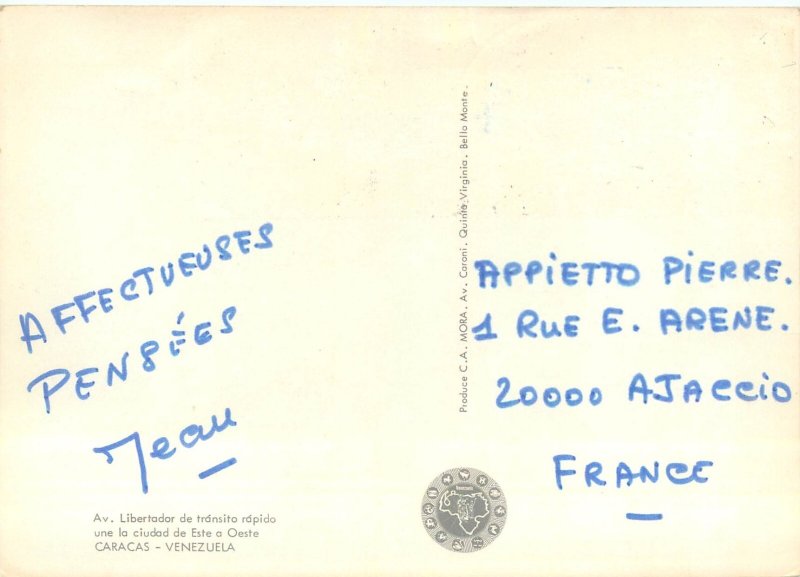 AFFECTUEUSES
PENSÉES
Jean
Av. Libertador de tránsito rápido
une la ciudad de Este a Oeste
CARACAS - VENEZUELA
Produce C.A. MORA. Av. Caroni. Quinta Virginia. Bello Monte.
APPIETTO PIERRE.
1 RUE E. ARENE.
20000 AJACCIO
FRANCE